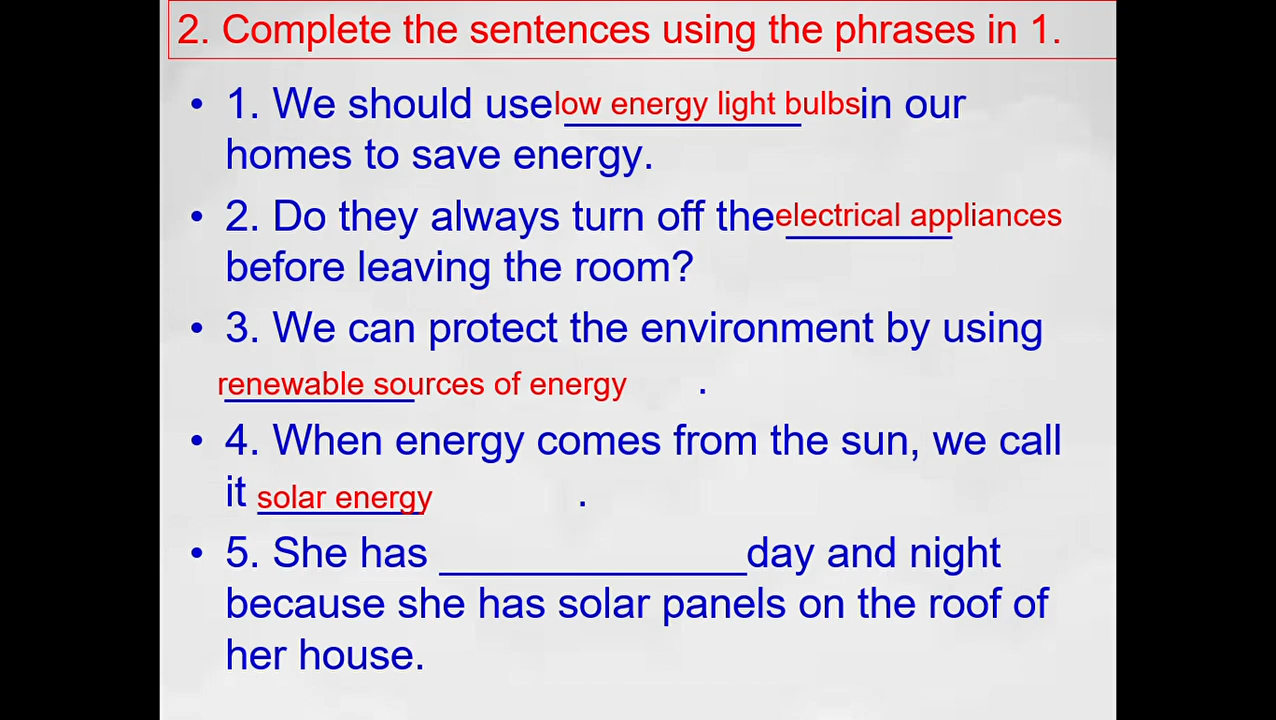 2. Complete the sentences using the phrases in 1.
• 1. We should use low energy light bulbs in our
homes to save energy.
• 2. Do they always turn off the electrical appliances
before leaving the room?
• 3. We can protect the environment by using
renewable sources of energy .
• 4. When energy comes from the sun, we call
it solar energy .
• 5. She has ______________ day and night
because she has solar panels on the roof of
her house.